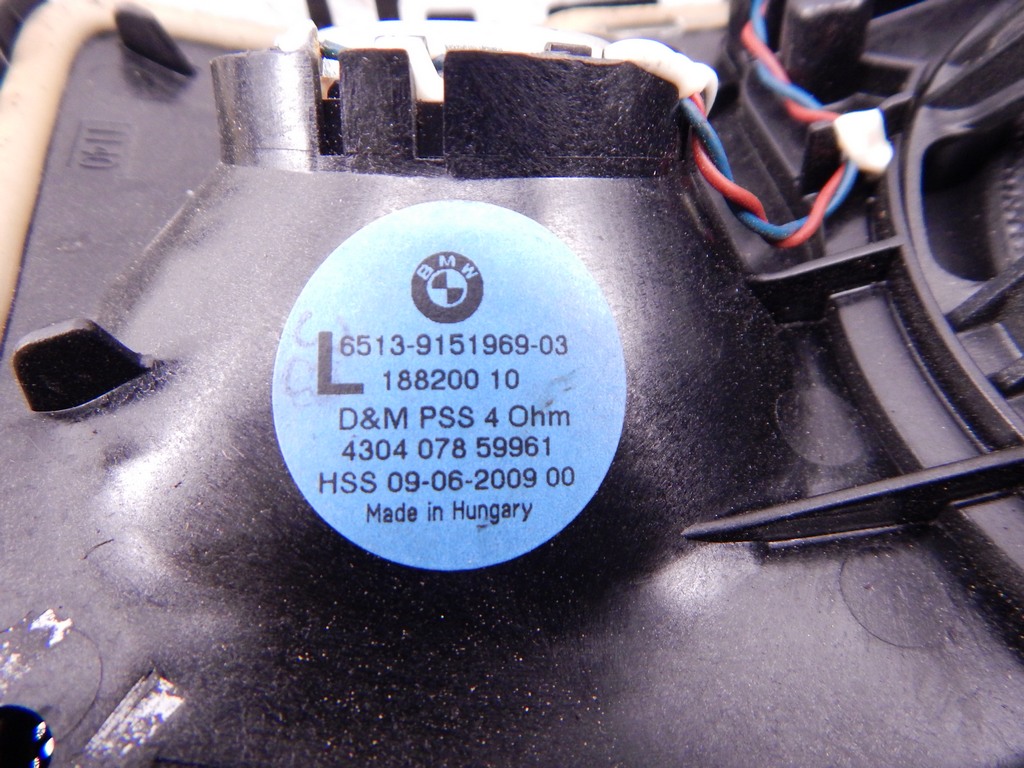 BMW
L 6513-9151969-03
188200 10
D&M PSS 4 Ohm
4304 078 59961
HSS 09-06-2009 00
Made in Hungary